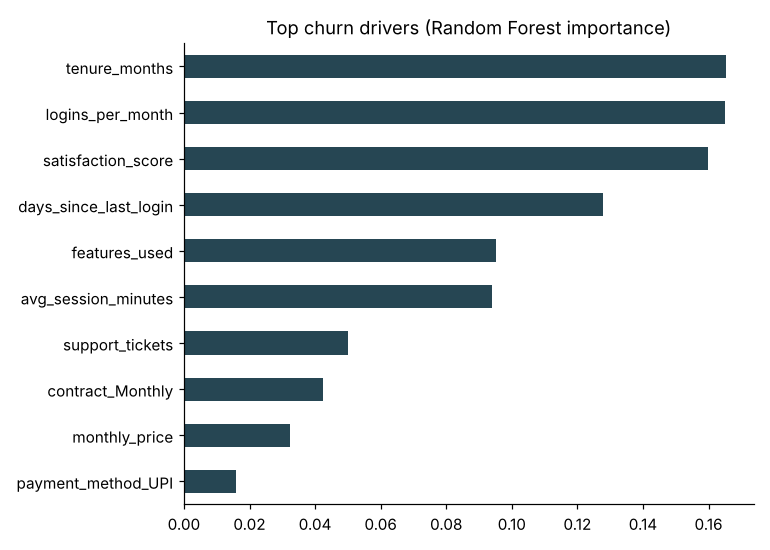 Top churn drivers (Random Forest importance)
tenure_months
logins_per_month
satisfaction_score
days_since_last_login
features_used
avg_session_minutes
support_tickets
contract_Monthly
monthly_price
payment_method_UPI
0.00 0.02 0.04 0.06 0.08 0.10 0.12 0.14 0.16